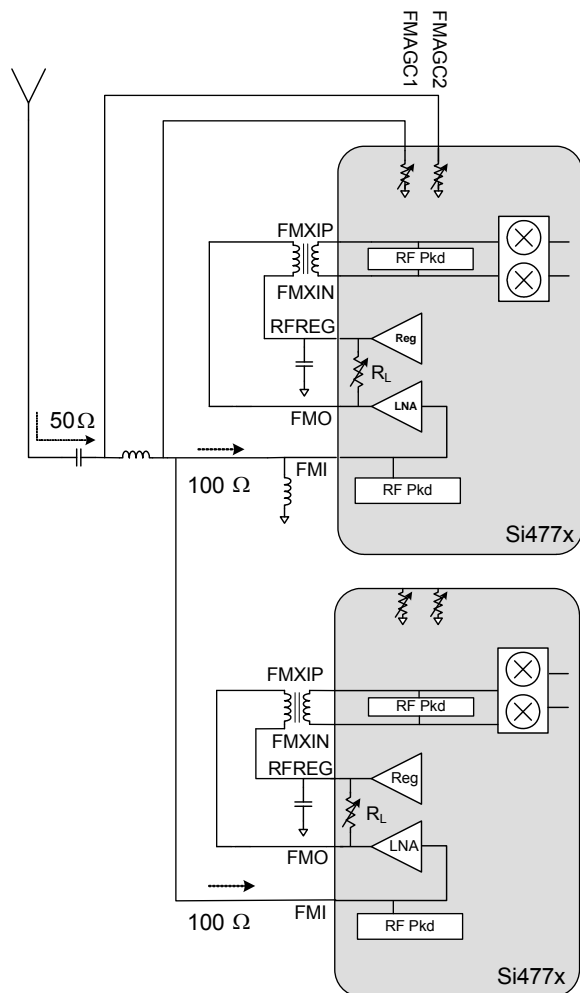 FMAGC1
FMAGC2
FMXIP
RF Pkd
FMXIN
RFREG
Reg
RL
LNA
FMO
50Ω
100 Ω
FMI
RF Pkd
Si477x
FMXIP
RF Pkd
FMXIN
RFREG
Reg
RL
LNA
FMO
100 Ω
FMI
RF Pkd
Si477x